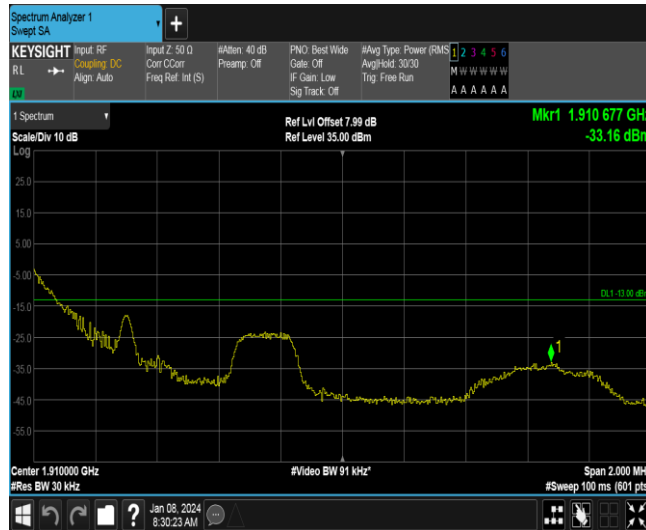 Spectrum Analyzer 1
Swept SA
KEYSIGHT
RL
LXI
Input: RF
Coupling: DC
Align: Auto
Input Z: 50 Ω
Corr CCorr
Freq Ref: Int (S)
#Atten: 40 dB
Preamp: Off
PNO: Best Wide
Gate: Off
IF Gain: Low
Sig Track: Off
#Avg Type: Power (RMS
Avg|Hold: 30/30
Trig: Free Run
1 2 3 4 5 6
M W W W W W
A A A A A A
1 Spectrum
Scale/Div 10 dB
Log
Ref Lvl Offset 7.99 dB
Ref Level 35.00 dBm
Mkr1 1.910 677 GHz
-33.16 dBm
25.0
15.0
5.00
-5.00
DL1 -13.00 dBm
-15.0
-25.0
1
-35.0
-45.0
-55.0
Center 1.910000 GHz
#Res BW 30 kHz
#Video BW 91 kHz*
Span 2.000 MH
#Sweep 100 ms (601 pts
?
Jan 08, 2024
8:30:23 AM